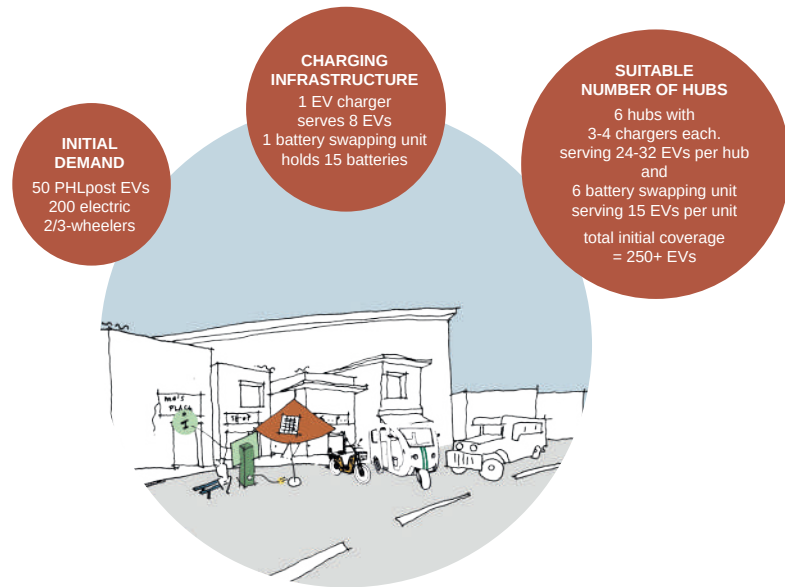 INITIAL
DEMAND
50 PHLpost EVs
200 electric
2/3-wheelers
CHARGING
INFRASTRUCTURE
1 EV charger
serves 8 EVs
1 battery swapping unit
holds 15 batteries
SUITABLE
NUMBER OF HUBS
6 hubs with
3-4 chargers each.
serving 24-32 EVs per hub
and
6 battery swapping unit
serving 15 EVs per unit
total initial coverage
= 250+ EVs